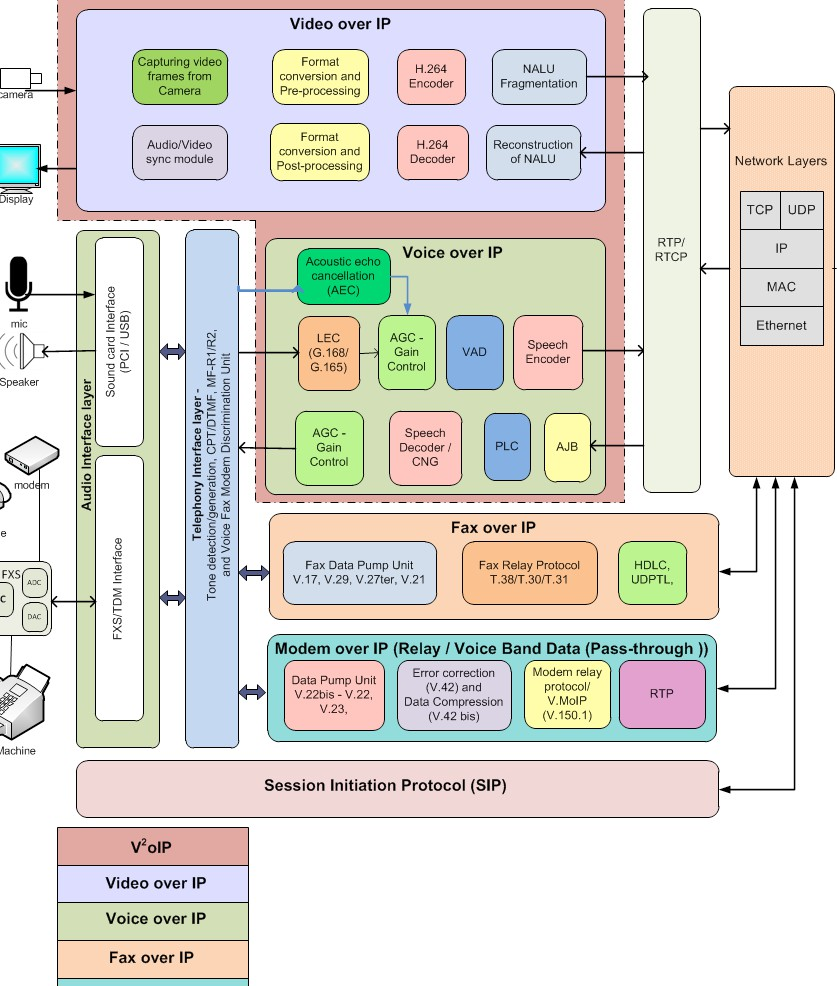 Video over IP
Capturing video
frames from
Camera
Format
conversion and
Pre-processing
H.264
Encoder
NALU
Fragmentation
camera
Audio/Video
sync module
Format
conversion and
Post-processing
H.264
Decoder
Reconstruction
of NALU
Display
RTP/
RTCP
Network Layers
TCP
UDP
IP
MAC
Ethernet
mic
Speaker
modem
FXS
ADC
C
DAC
e
Machine
Audio Interface layer
Sound card Interface
(PCI / USB)
FXS/TDM Interface
Telephony Interface layer -
Tone detection/generation, CPT/DTMF, MF-R1/R2,
and Voice Fax Modem Discrimination Unit
Voice over IP
Acoustic echo
cancellation
(AEC)
LEC
(G.168/
G.165)
AGC -
Gain
Control
VAD
Speech
Encoder
AGC -
Gain
Control
Speech
Decoder /
CNG
PLC
AJB
Fax over IP
Fax Data Pump Unit
V.17, V.29, V.27ter, V.21
Fax Relay Protocol
T.38/T.30/T.31
HDLC,
UDPTL,
Modem over IP (Relay / Voice Band Data (Pass-through ))
Data Pump Unit
V.22bis - V.22,
V.23,
Error correction
(V.42) and
Data Compression
(V.42 bis)
Modem relay
protocol/
V.MoIP
(V.150.1)
RTP
Session Initiation Protocol (SIP)
V²oIP
Video over IP
Voice over IP
Fax over IP